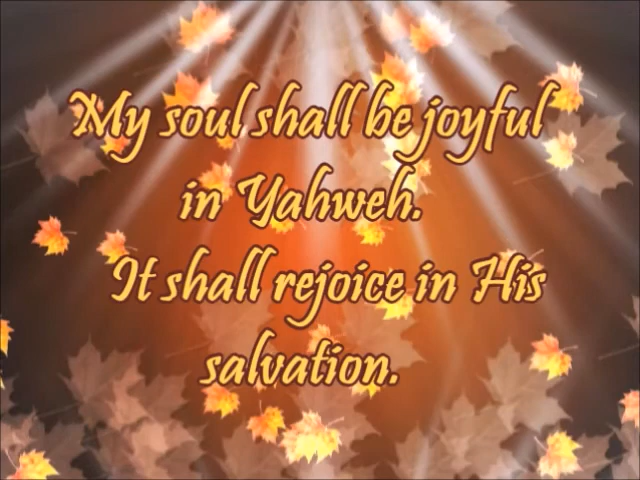 My soul shall be joyful
in Yahweh.
It shall rejoice in His
salvation.